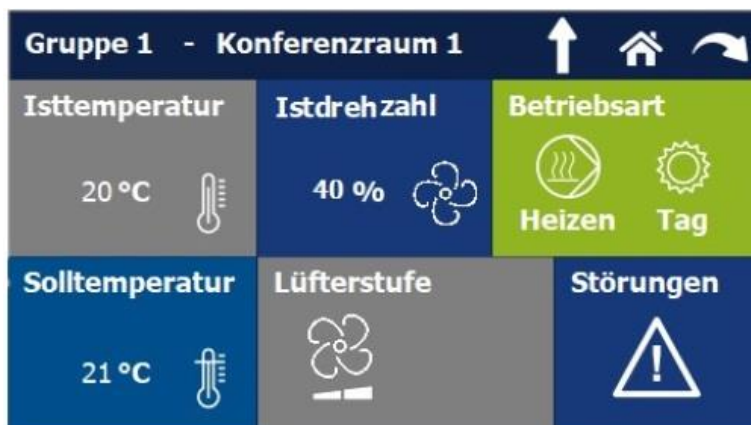 Gruppe 1 - Konferenzraum 1
Isttemperatur
Istdrehzahl
Betriebsart
20 °C
40 %
Heizen
Tag
Solltemperatur
Lüfterstufe
Störungen
21 °C
!